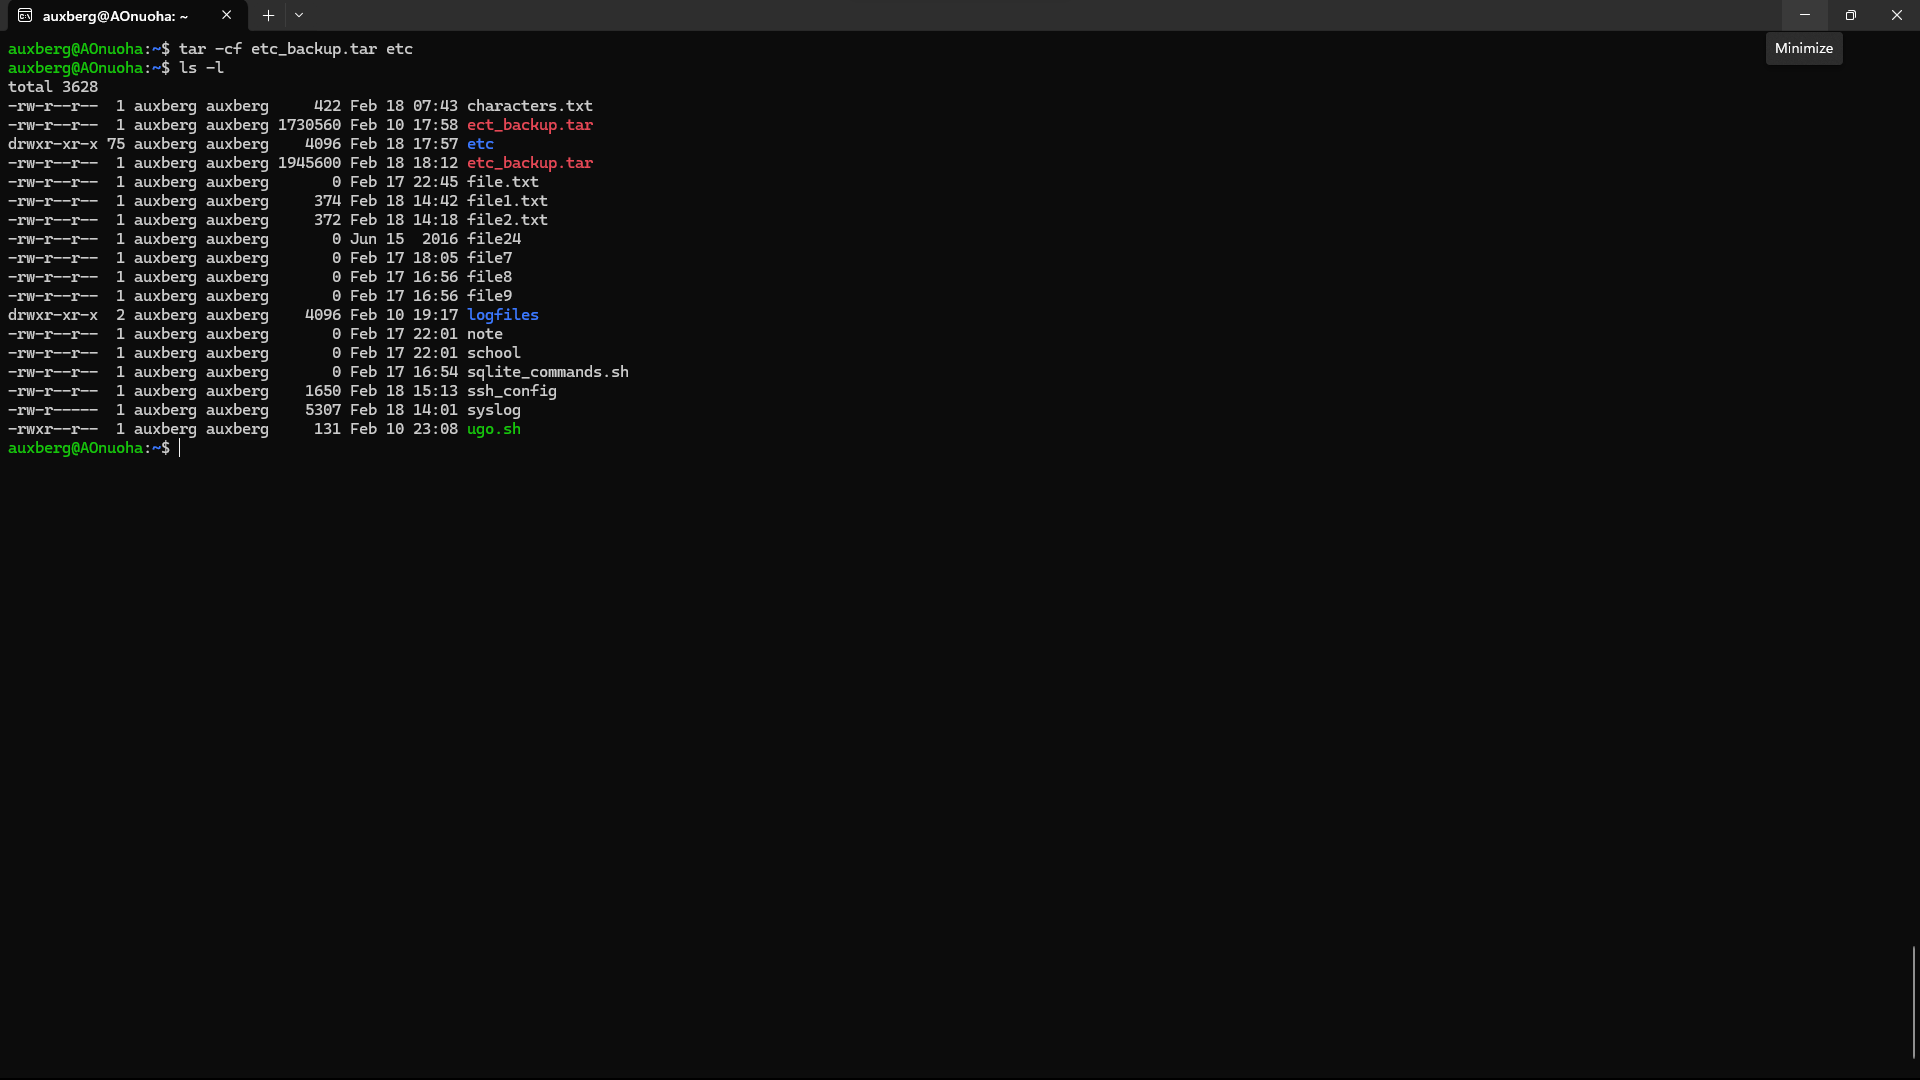 auxberg@AOnuoha: ~
auxberg@AOnuoha:~$ tar -cf etc_backup.tar etc
Minimize
auxberg@AOnuoha:~$ ls -l
total 3628
-rw-r--r--  1 auxberg auxberg     422 Feb 18 07:43 characters.txt
-rw-r--r--  1 auxberg auxberg 1730560 Feb 10 17:58 ect_backup.tar
drwxr-xr-x 75 auxberg auxberg    4096 Feb 18 17:57 etc
-rw-r--r--  1 auxberg auxberg 1945600 Feb 18 18:12 etc_backup.tar
-rw-r--r--  1 auxberg auxberg       0 Feb 17 22:45 file.txt
-rw-r--r--  1 auxberg auxberg     374 Feb 18 14:42 file1.txt
-rw-r--r--  1 auxberg auxberg     372 Feb 18 14:18 file2.txt
-rw-r--r--  1 auxberg auxberg       0 Jun 15  2016 file24
-rw-r--r--  1 auxberg auxberg       0 Feb 17 18:05 file7
-rw-r--r--  1 auxberg auxberg       0 Feb 17 16:56 file8
-rw-r--r--  1 auxberg auxberg       0 Feb 17 16:56 file9
drwxr-xr-x  2 auxberg auxberg    4096 Feb 10 19:17 logfiles
-rw-r--r--  1 auxberg auxberg       0 Feb 17 22:01 note
-rw-r--r--  1 auxberg auxberg       0 Feb 17 22:01 school
-rw-r--r--  1 auxberg auxberg       0 Feb 17 16:54 sqlite_commands.sh
-rw-r--r--  1 auxberg auxberg    1650 Feb 18 15:13 ssh_config
-rw-r-----  1 auxberg auxberg    5307 Feb 18 14:01 syslog
-rwxr--r--  1 auxberg auxberg     131 Feb 10 23:08 ugo.sh
auxberg@AOnuoha:~$